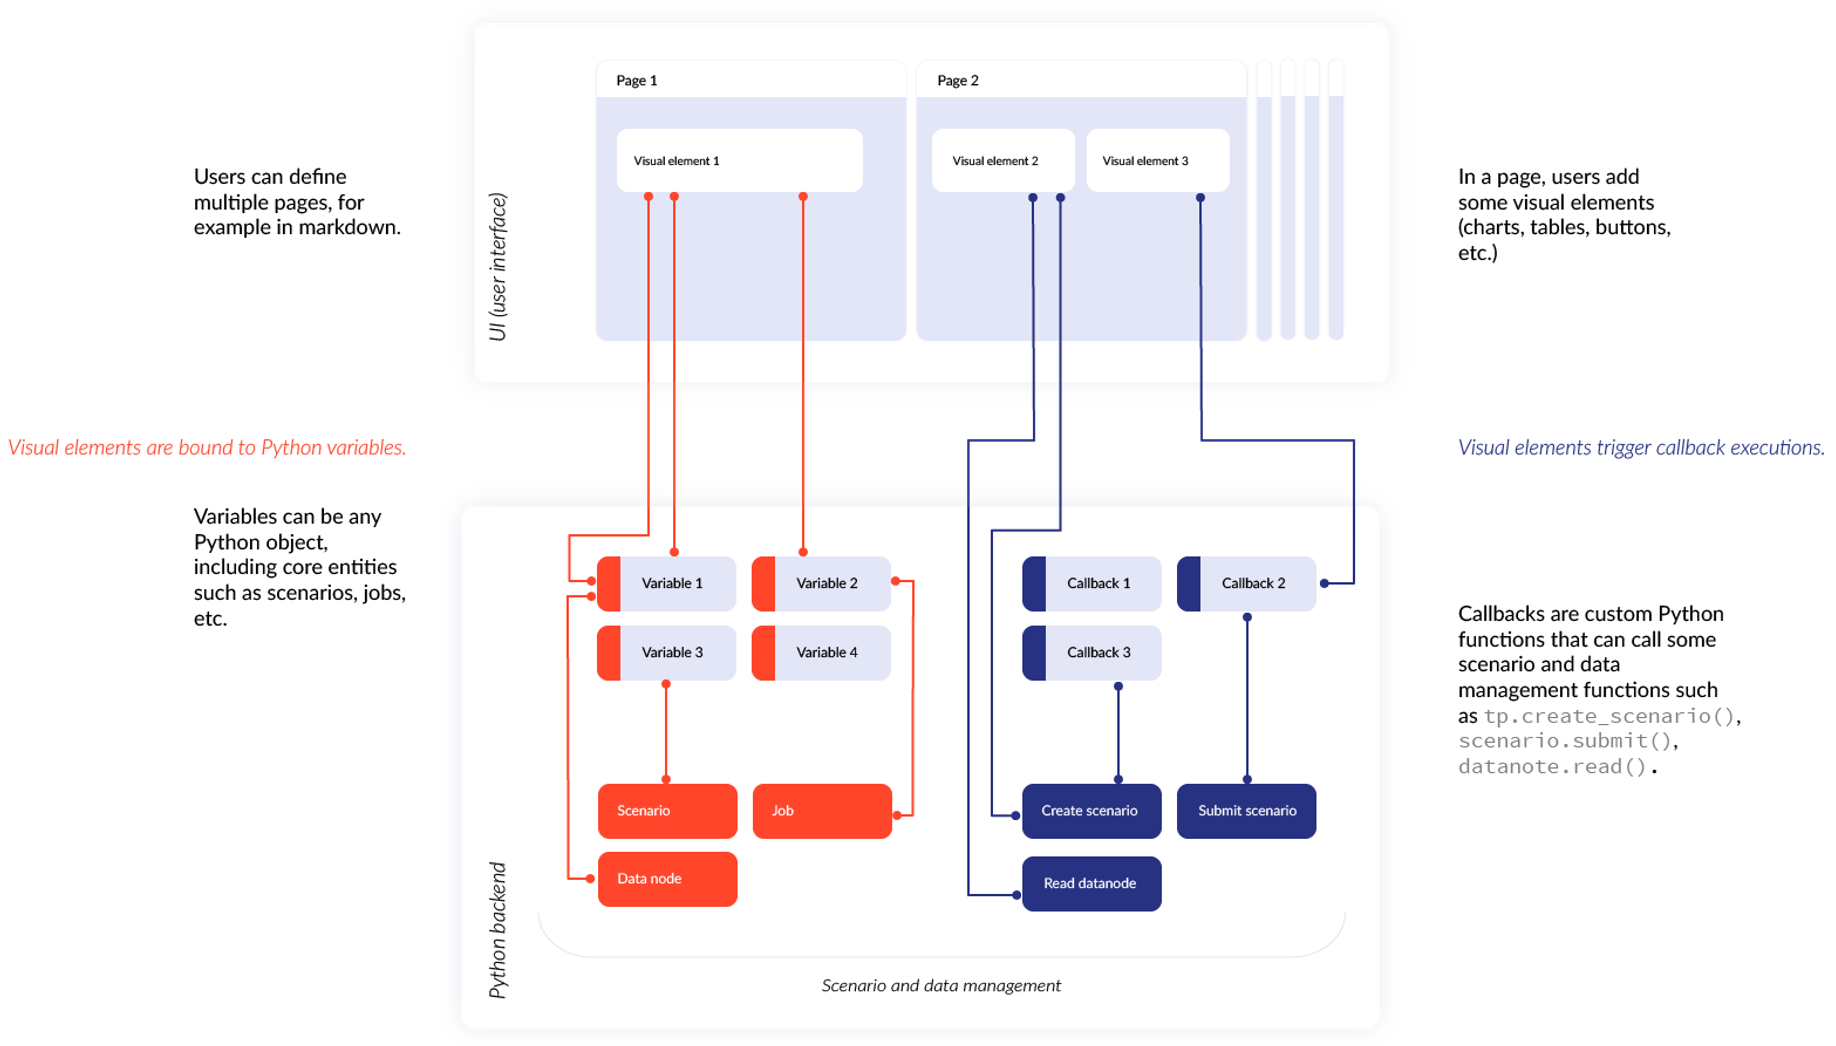 Page 1
Page 2
Visual element 1
Visual element 2
Visual element 3
UI (user interface)
Users can define
multiple pages, for
example in markdown.
In a page, users add
some visual elements
(charts, tables, buttons,
etc.)
Visual elements are bound to Python variables.
Visual elements trigger callback executions.
Variables can be any
Python object,
including core entities
such as scenarios, jobs,
etc.
Variable 1
Variable 2
Callback 1
Callback 2
Variable 3
Variable 4
Callback 3
Callbacks are custom Python
functions that can call some
scenario and data
management functions such
as tp.create_scenario(),
scenario.submit(),
datanote.read().
Scenario
Job
Create scenario
Submit scenario
Data node
Read datanode
Python backend
Scenario and data management